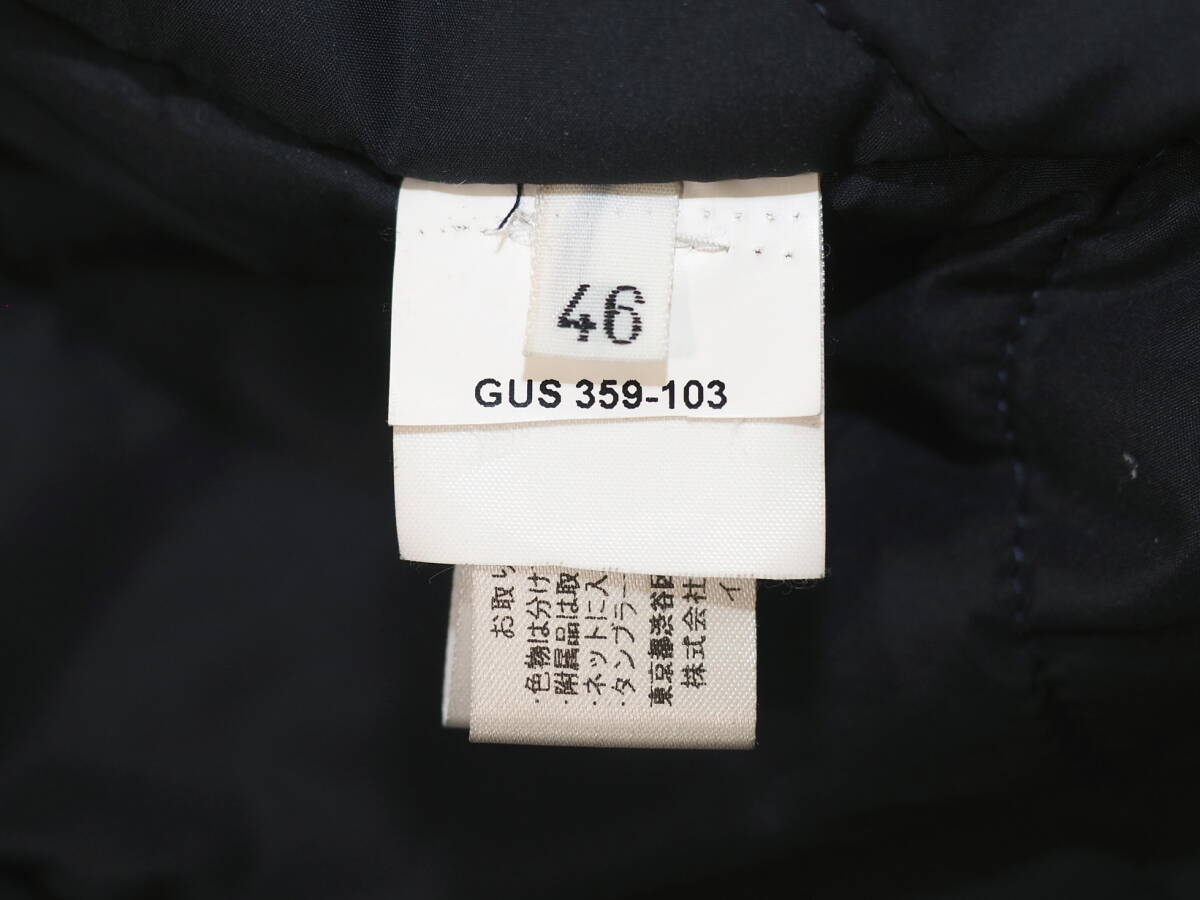 46
GUS 359-103
お取り
・色物は分け
・附属品は取
・ネットに入
・タンブラー
東京都渋谷区
株式会社
イ